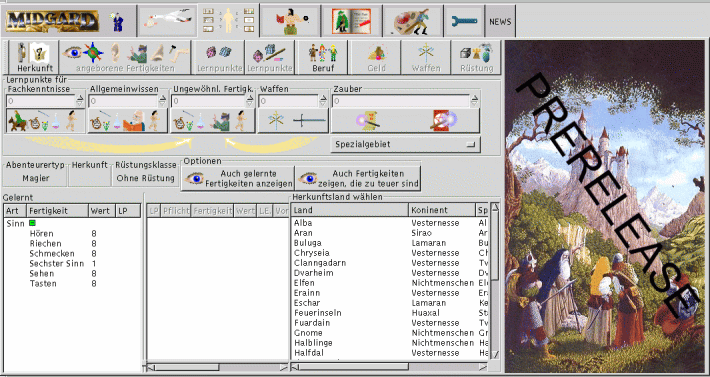 MIDGARD
NEWS
Herkunft
angeborene Fertigkeiten
Lernpunkte
Lernpunkte
Beruf
Geld
Waffen
Rüstung
Lernpunkte für
Fachkenntnisse
Allgemeinwissen
Ungewöhnl. Fertigk.
Waffen
Zauber
0
0
0
0
0
Spezialgebiet
Abenteurertyp
Magier
Herkunft
Rüstungsklasse
Ohne Rüstung
Optionen
Auch gelernte
Fertigkeiten anzeigen
Auch Fertigkeiten
zeigen, die zu teuer sind
Gelernt
Art Fertigkeit Wert LP
Sinn
Hören 8
Riechen 8
Schmecken 8
Sechster Sinn 1
Sehen 8
Tasten 8
LP Pflicht Fertigkeit Wert LE Vor
Herkunftsland wählen
Land Koninent Sp
Alba Vesternesse Al
Aran Sirao Ar
Buluga Lamaran Bu
Chryseia Vesternesse Ch
Clanngadarn Vesternesse Tv
Dvarheim Vesternesse Dv
Elfen Nichtmenschen El
Erainn Vesternesse Er
Eschar Lamaran Ke
Feuerinseln Huaxal St
Fuardain Vesternesse Tv
Gnome Nichtmenschen Gn
Halblinge Nichtmenschen Ha
Halfdal Vesternesse Ha
PRERELEASE